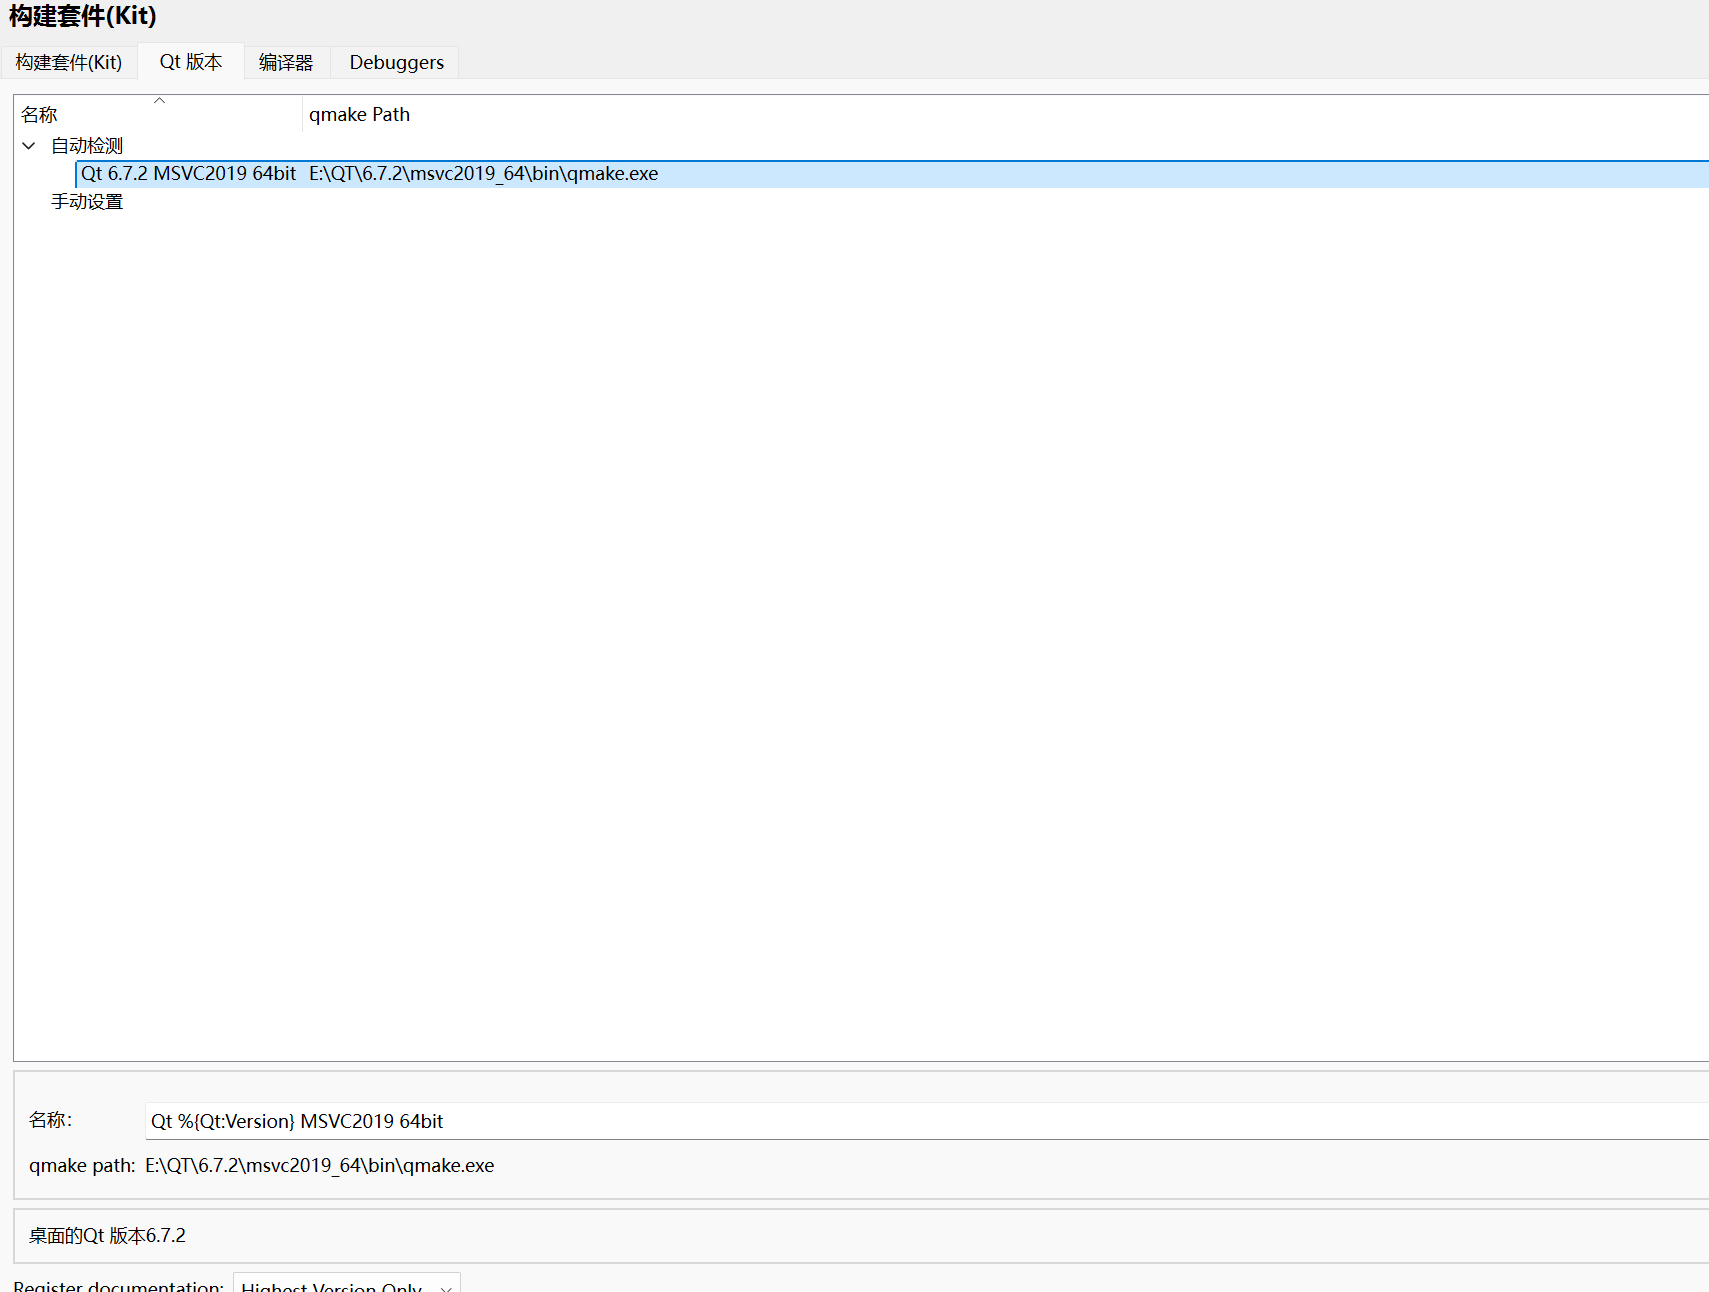 构建套件(Kit)
构建套件(Kit) Qt 版本 编译器 Debuggers
名称 qmake Path
自动检测
Qt 6.7.2 MSVC2019 64bit E:\QT\6.7.2\msvc2019_64\bin\qmake.exe
手动设置
名称: Qt %{Qt:Version} MSVC2019 64bit
qmake path: E:\QT\6.7.2\msvc2019_64\bin\qmake.exe
桌面的Qt 版本6.7.2
Register documentation: Highest Version Only